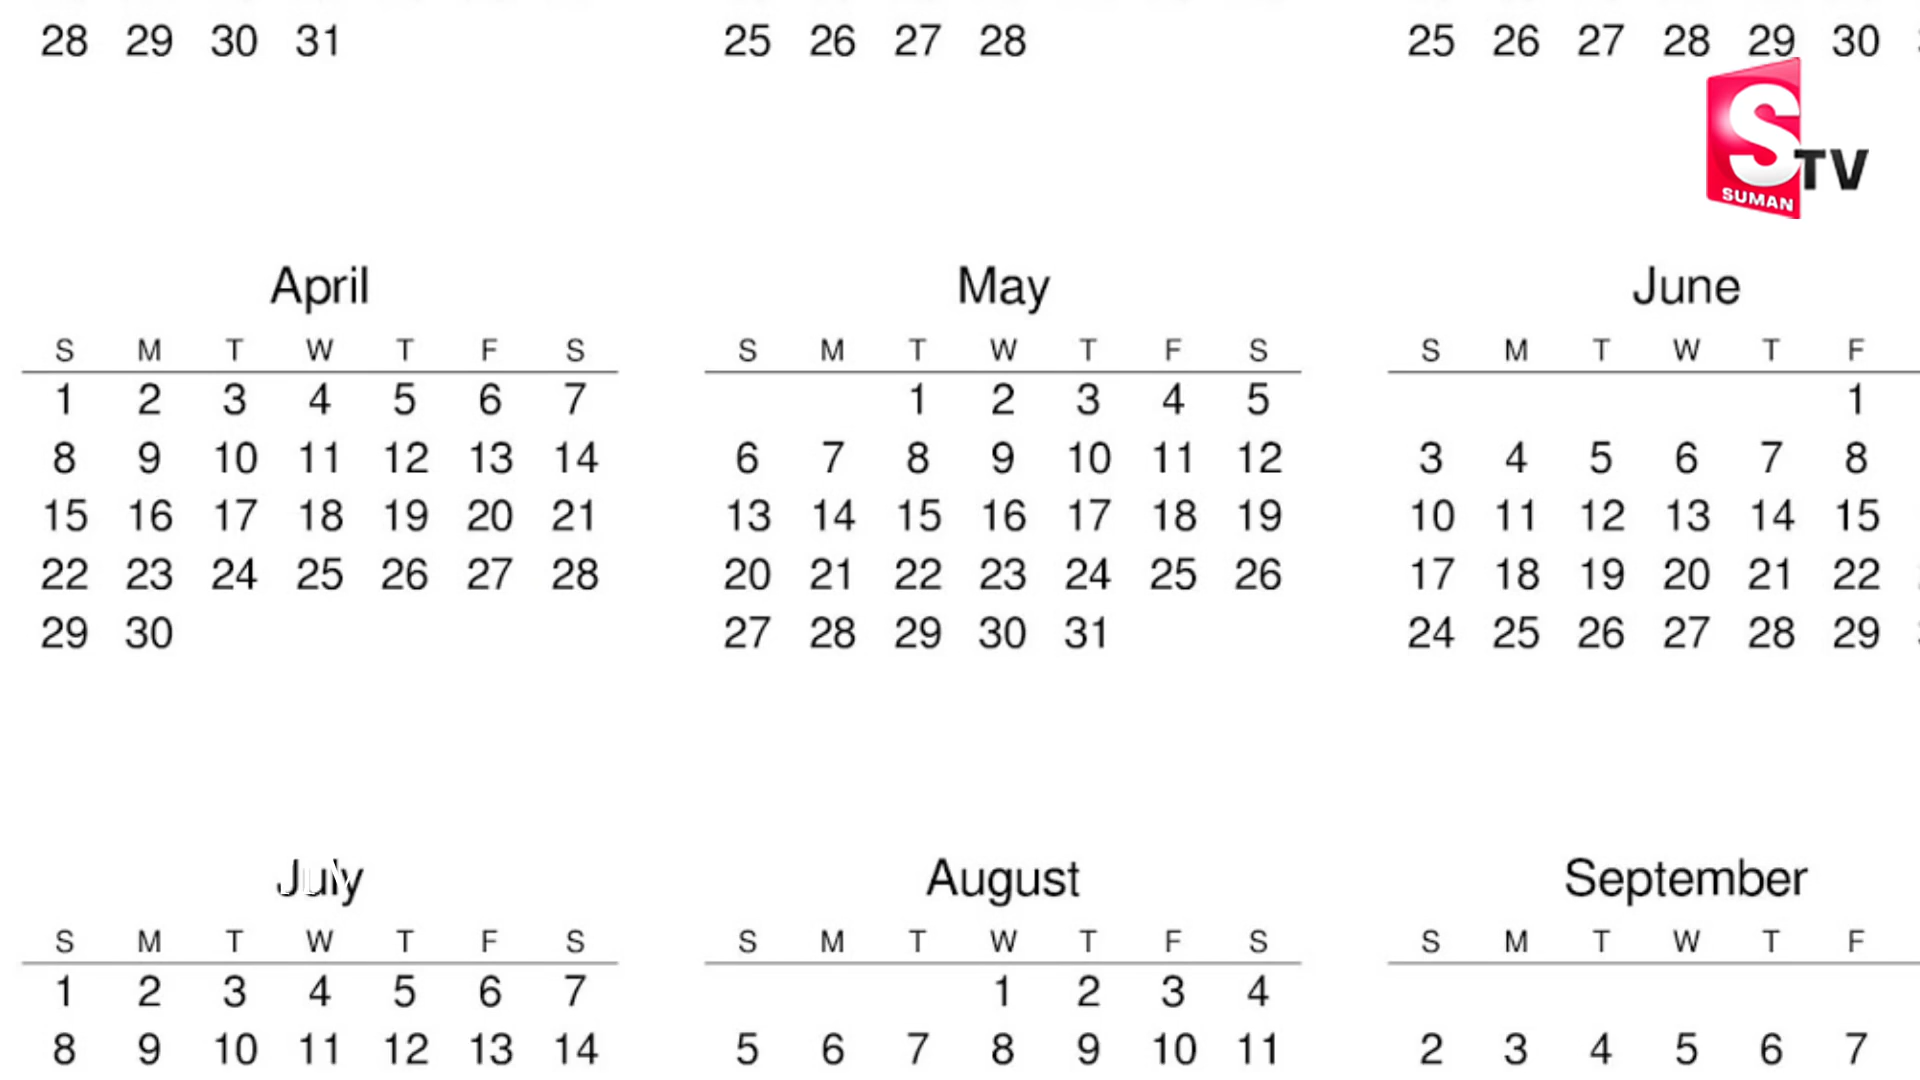 28 29 30 31 25 26 27 28 25 26 27 28 29 30
S TV
SUMAN
April May June
S M T W T F S S M T W T F S S M T W T F
1 2 3 4 5 6 7 1 2 3 4 5 1
8 9 10 11 12 13 14 6 7 8 9 10 11 12 3 4 5 6 7 8
15 16 17 18 19 20 21 13 14 15 16 17 18 19 10 11 12 13 14 15
22 23 24 25 26 27 28 20 21 22 23 24 25 26 17 18 19 20 21 22
29 30 27 28 29 30 31 24 25 26 27 28 29
July August September
S M T W T F S S M T W T F S S M T W T F
1 2 3 4 5 6 7 1 2 3 4
8 9 10 11 12 13 14 5 6 7 8 9 10 11 2 3 4 5 6 7